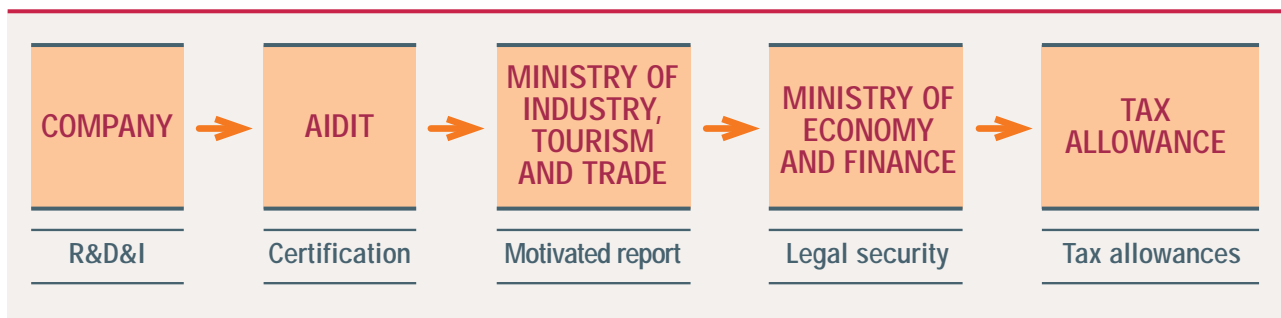 COMPANY
AIDIT
MINISTRY OF
INDUSTRY,
TOURISM
AND TRADE
MINISTRY OF
ECONOMY
AND FINANCE
TAX
ALLOWANCE
R&D&I
Certification
Motivated report
Legal security
Tax allowances